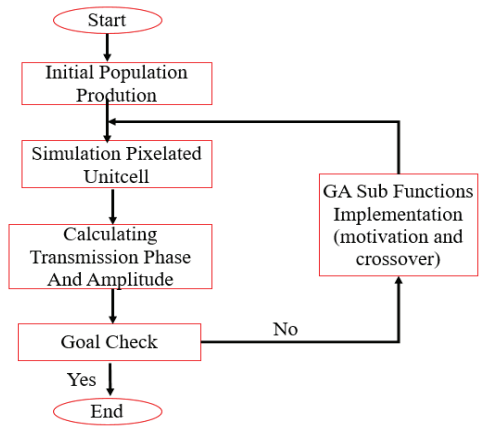 Start
Initial Population
Prodution
Simulation Pixelated
Unitcell
Calculating
Transmission Phase
And Amplitude
Goal Check
Yes
End
No
GA Sub Functions
Implementation
(motivation and
crossover)